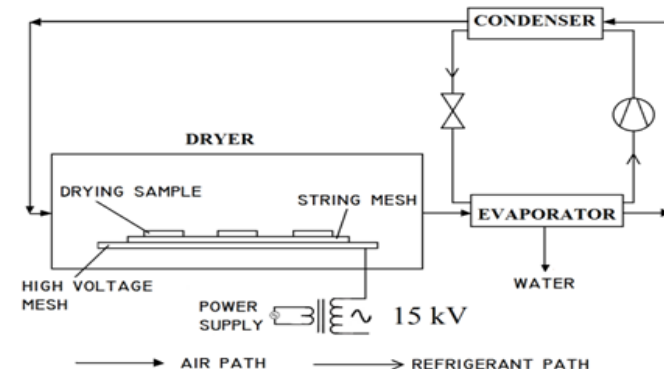 CONDENSER
DRYER
DRYING SAMPLE
STRING MESH
EVAPORATOR
HIGH VOLTAGE
MESH
WATER
POWER
SUPPLY
15 kV
AIR PATH
REFRIGERANT PATH